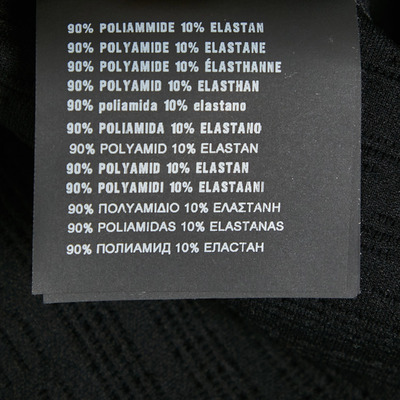 90% POLIAMMIDE 10% ELASTAN
90% POLYAMIDE 10% ELASTANE
90% POLYAMIDE 10% ÉLASTHANNE
90% POLYAMID 10% ELASTHAN
90% poliamida 10% elastano
90% POLIAMIDA 10% ELASTANO
90% POLYAMID 10% ELASTAN
90% POLYAMID 10% ELASTAN
90% POLYAMIDI 10% ELASTAANI
90% ΠΟΛΥΑΜΙΔΙΟ 10% ΕΛΑΣΤΑΝΗ
90% POLIAMiDAS 10% ELASTANAS
90% ПОЛИАМИД 10% ЕЛАСТАН